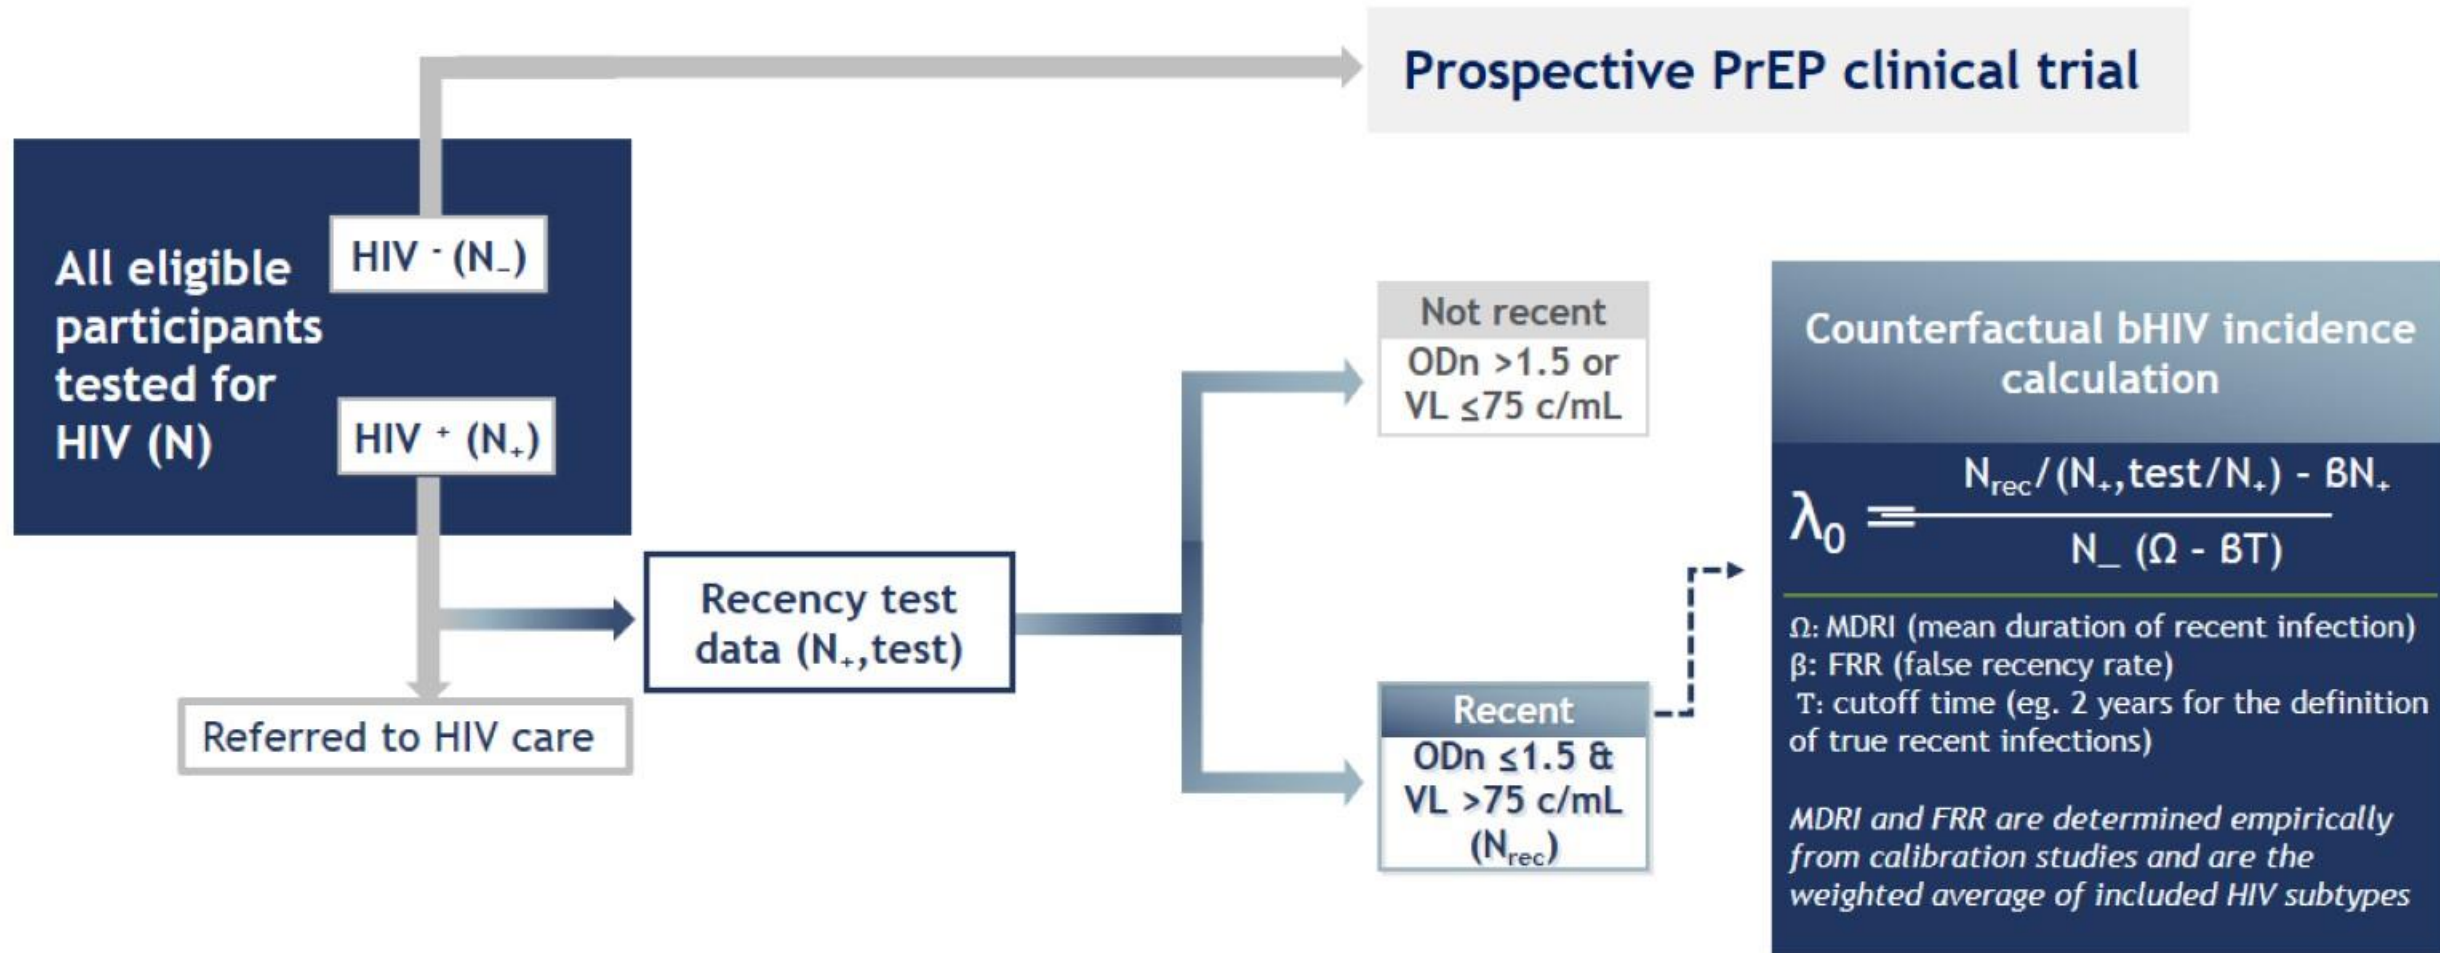 Prospective PrEP clinical trial
All eligible
participants
tested for
HIV (N)
HIV - (N₋)
HIV + (N₊)
Referred to HIV care
Recency test
data (N₊,test)
Not recent
ODn >1.5 or
VL ≤75 c/mL
Recent
ODn ≤1.5 &
VL >75 c/mL
(Nrec)
Counterfactual bHIV incidence
calculation
λ₀ =
Nrec/(N₊,test/N₊) - βN₊
N_ (Ω - βT)
Ω: MDRI (mean duration of recent infection)
β: FRR (false recency rate)
T: cutoff time (eg. 2 years for the definition
of true recent infections)
MDRI and FRR are determined empirically
from calibration studies and are the
weighted average of included HIV subtypes